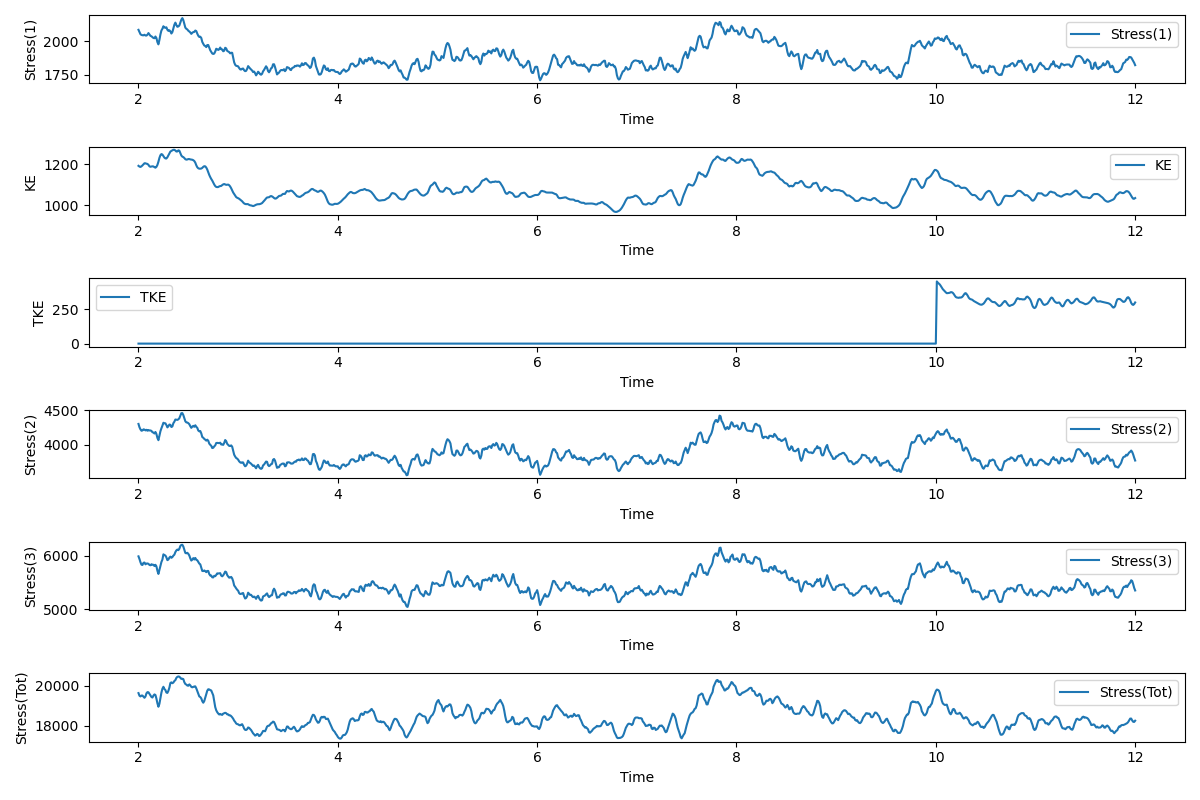 Stress(1)
2000
1750
Stress(1)
2 4 6 8 10 12
Time
KE
1200
1000
KE
2 4 6 8 10 12
Time
TKE
250
0
TKE
2 4 6 8 10 12
Time
Stress(2)
4500
4000
Stress(2)
2 4 6 8 10 12
Time
Stress(3)
6000
5000
Stress(3)
2 4 6 8 10 12
Time
Stress(Tot)
20000
18000
Stress(Tot)
2 4 6 8 10 12
Time